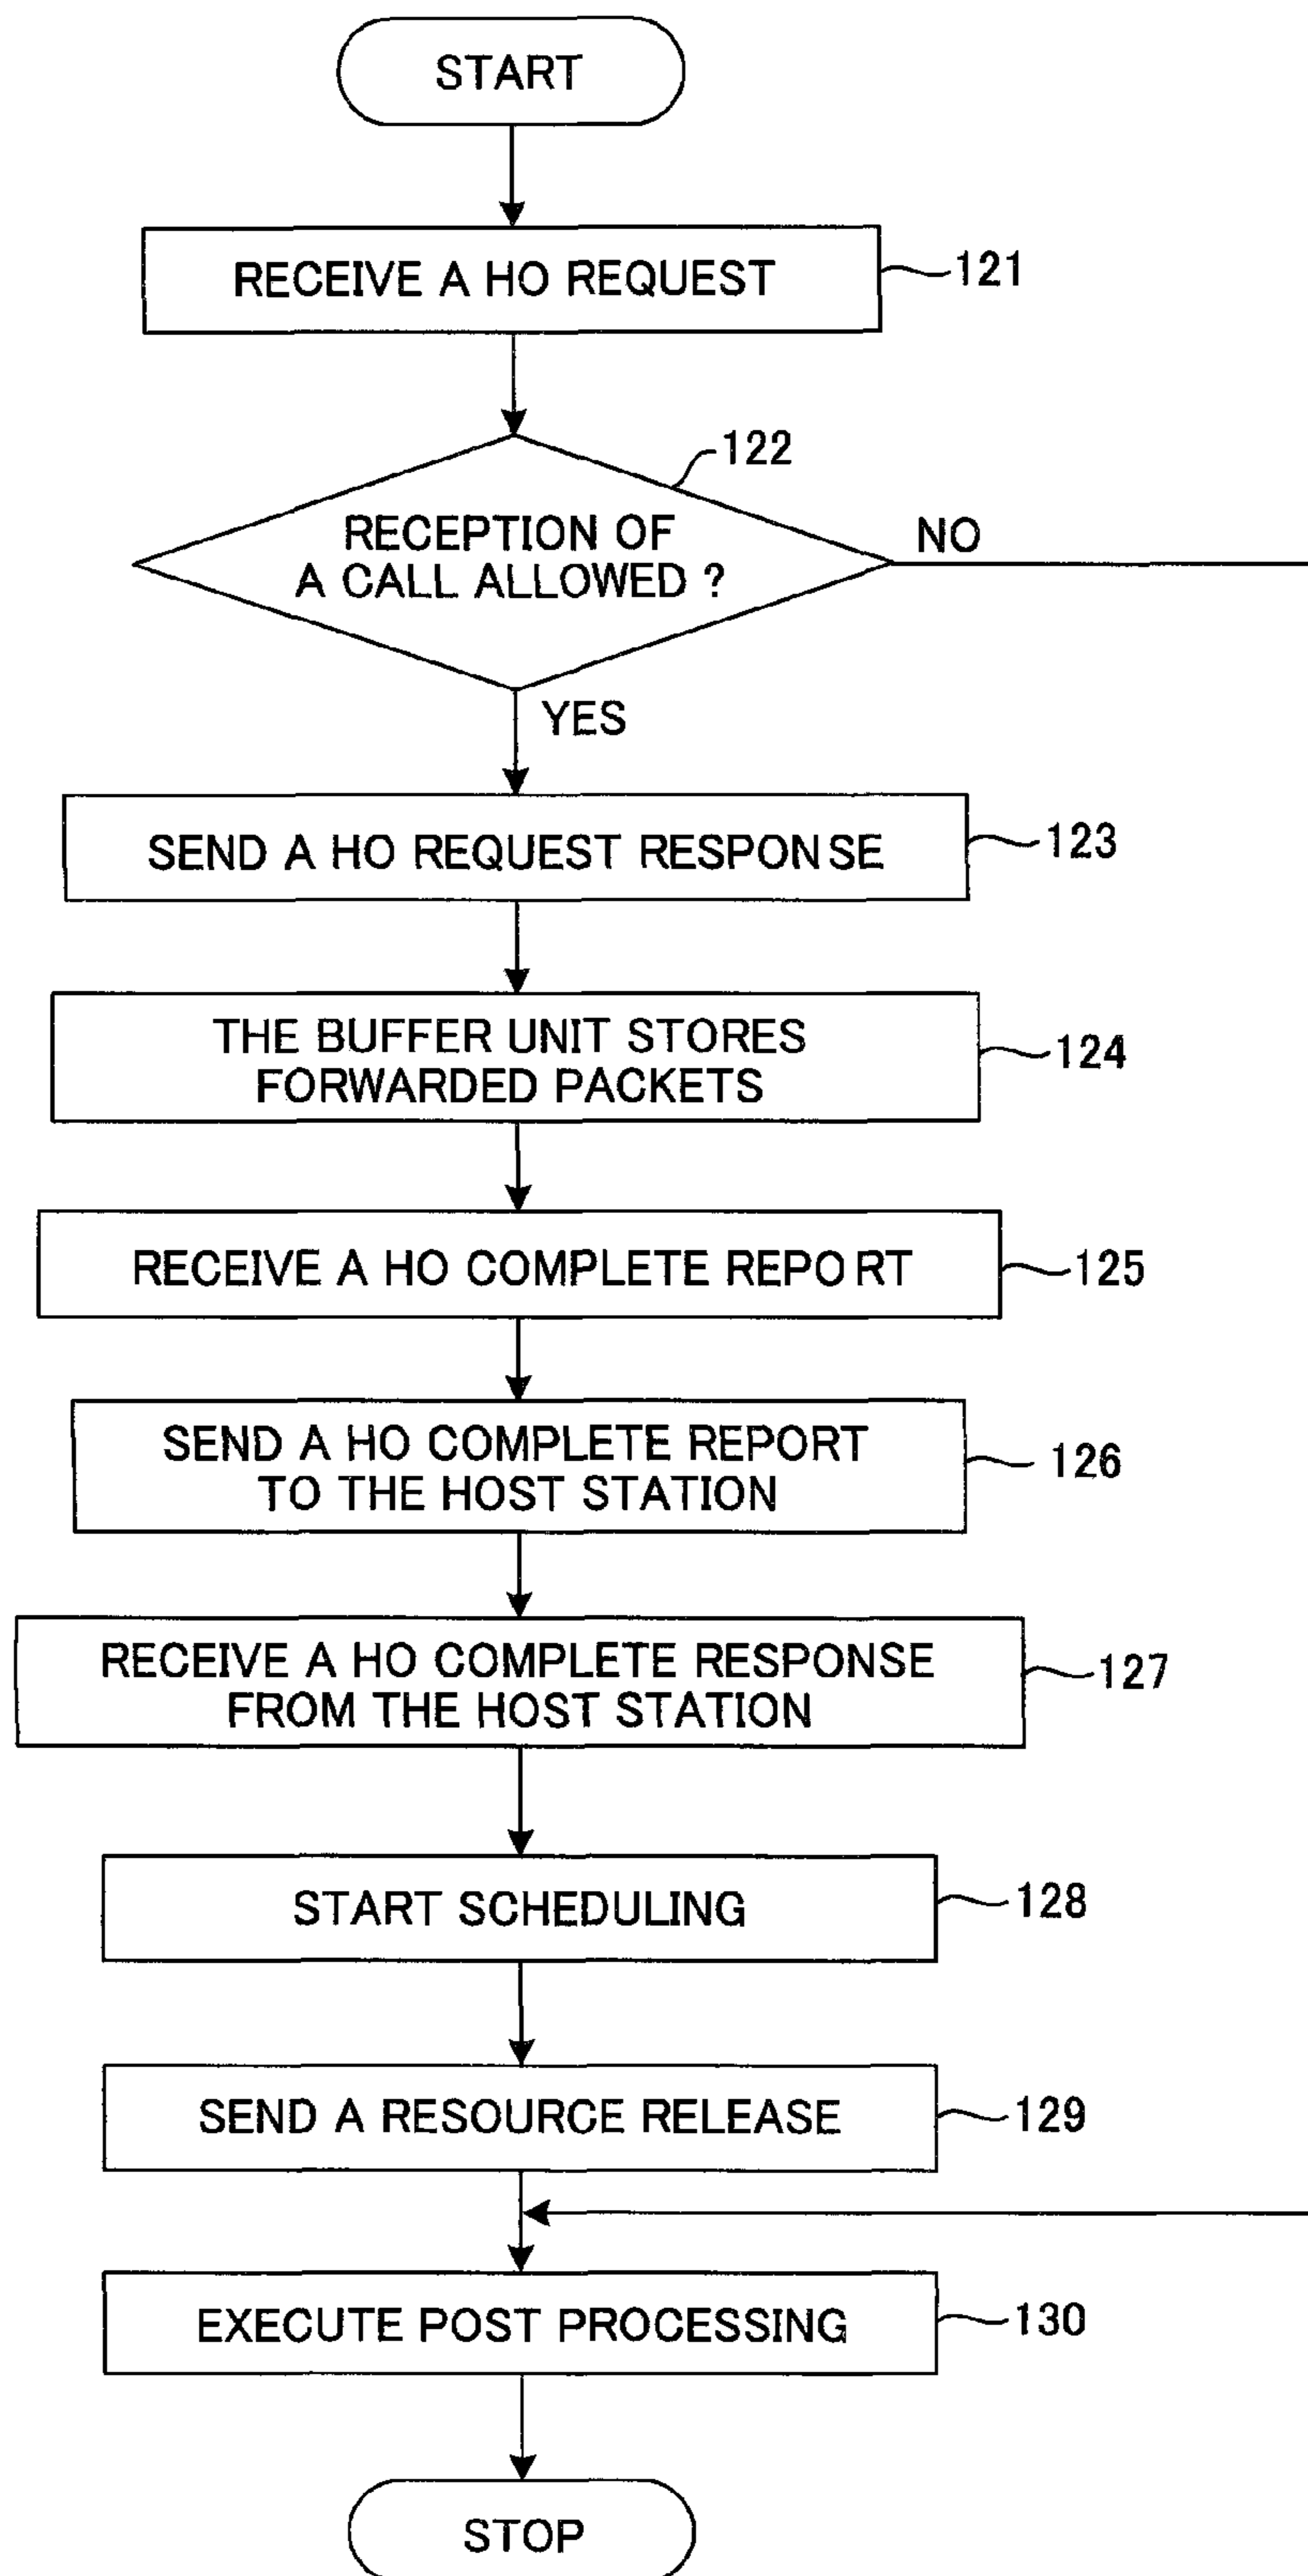 START
RECEIVE A HO REQUEST
121
122
RECEPTION OF
A CALL ALLOWED ?
NO
YES
SEND A HO REQUEST RESPONSE
123
THE BUFFER UNIT STORES
FORWARDED PACKETS
124
RECEIVE A HO COMPLETE REPORT
125
SEND A HO COMPLETE REPORT
TO THE HOST STATION
126
RECEIVE A HO COMPLETE RESPONSE
FROM THE HOST STATION
127
START SCHEDULING
128
SEND A RESOURCE RELEASE
129
EXECUTE POST PROCESSING
130
STOP